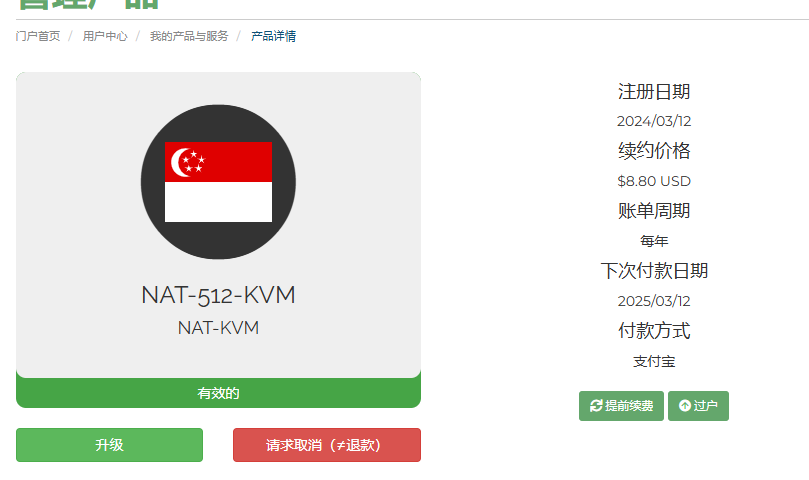 管理产品
门户首页 / 用户中心 / 我的产品与服务 / 产品详情
NAT-512-KVM
NAT-KVM
有效的
升级
请求取消（≠退款）
注册日期
2024/03/12
续约价格
$8.80 USD
账单周期
每年
下次付款日期
2025/03/12
付款方式
支付宝
提前续费
过户